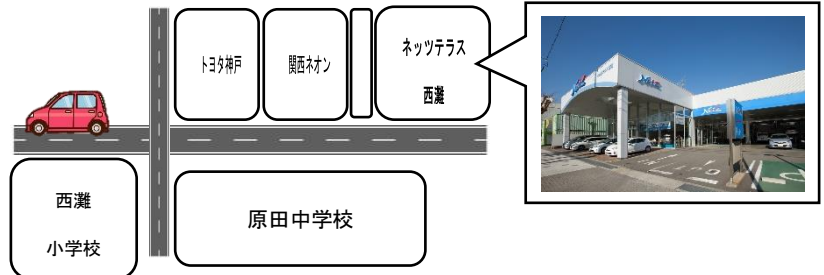 トヨタ神戸
関西ネオン
ネッツテラス
西灘
西灘
小学校
原田中学校